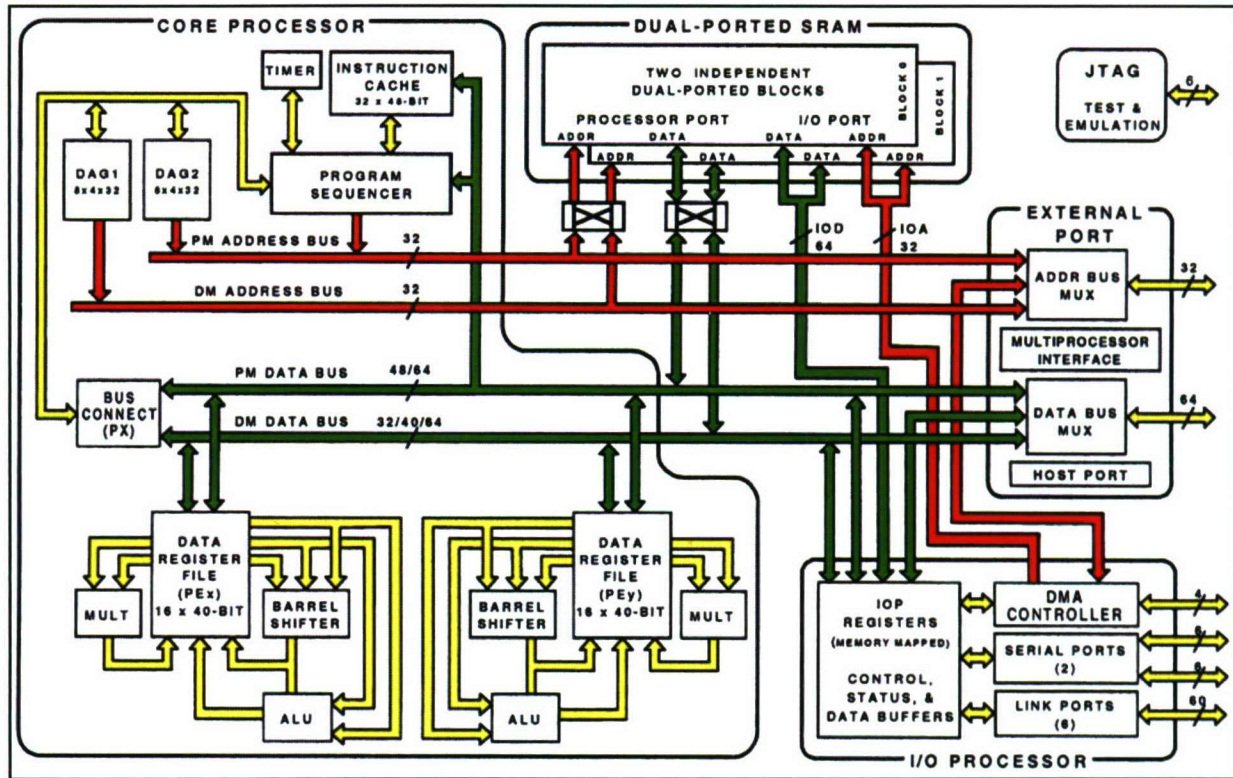 CORE PROCESSOR
TIMER
INSTRUCTION
CACHE
32 x 48-BIT
DAG1
8x4x32
DAG2
8x4x32
PROGRAM
SEQUENCER
PM ADDRESS BUS
32
DM ADDRESS BUS
32
BUS
CONNECT
(PX)
PM DATA BUS
48/64
DM DATA BUS
32/40/64
MULT
DATA
REGISTER
FILE
(PEx)
16 x 40-BIT
BARREL
SHIFTER
ALU
BARREL
SHIFTER
DATA
REGISTER
FILE
(PEy)
16 x 40-BIT
MULT
ALU
DUAL-PORTED SRAM
TWO INDEPENDENT
DUAL-PORTED BLOCKS
PROCESSOR PORT
I/O PORT
ADDR
DATA
DATA
ADDR
BLOCK 0
ADDR
DATA
DATA
ADDR
BLOCK 1
IOD
64
IOA
32
JTAG
TEST &
EMULATION
6
EXTERNAL
PORT
ADDR BUS
MUX
32
MULTIPROCESSOR
INTERFACE
DATA BUS
MUX
64
HOST PORT
IOP
REGISTERS
(MEMORY MAPPED)
CONTROL,
STATUS, &
DATA BUFFERS
DMA
CONTROLLER
4
SERIAL PORTS
(2)
6
6
LINK PORTS
(6)
60
I/O PROCESSOR